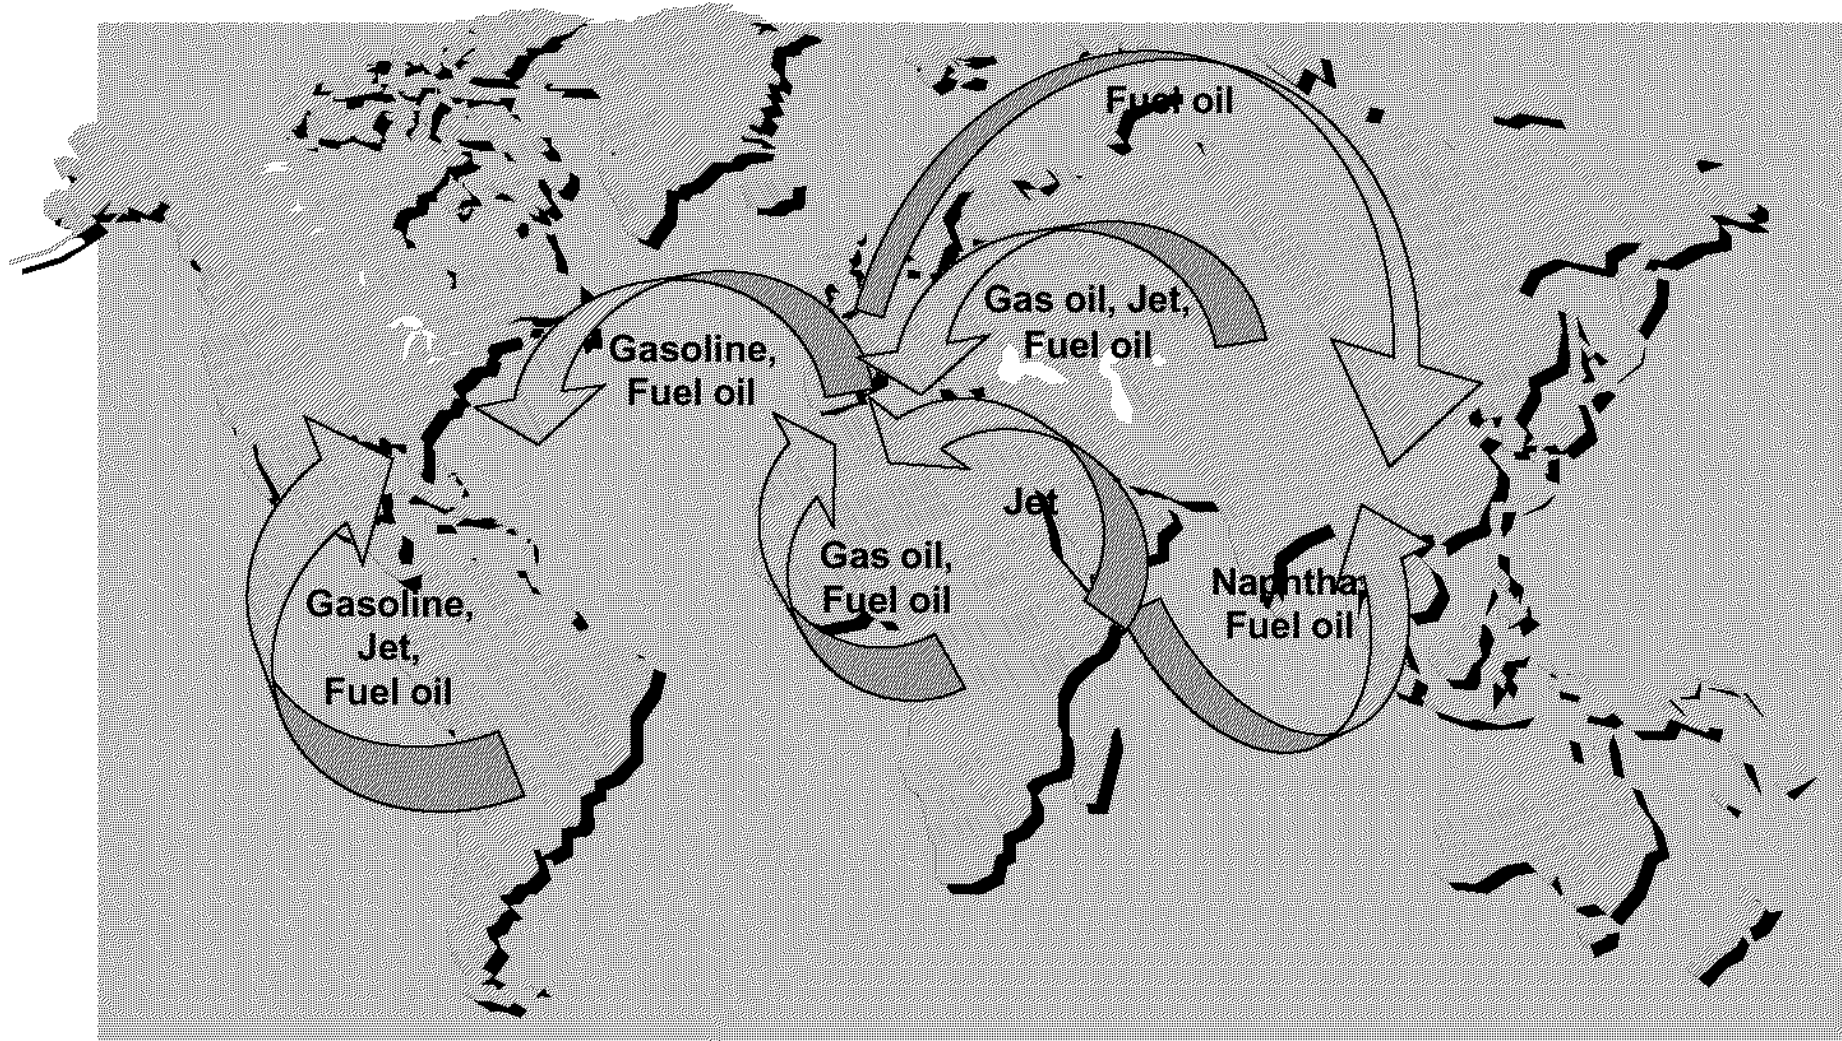 Fuel oil
Gas oil, Jet,
Fuel oil
Gasoline,
Fuel oil
Jet
Gas oil,
Fuel oil
Naphtha,
Fuel oil
Gasoline,
Jet,
Fuel oil